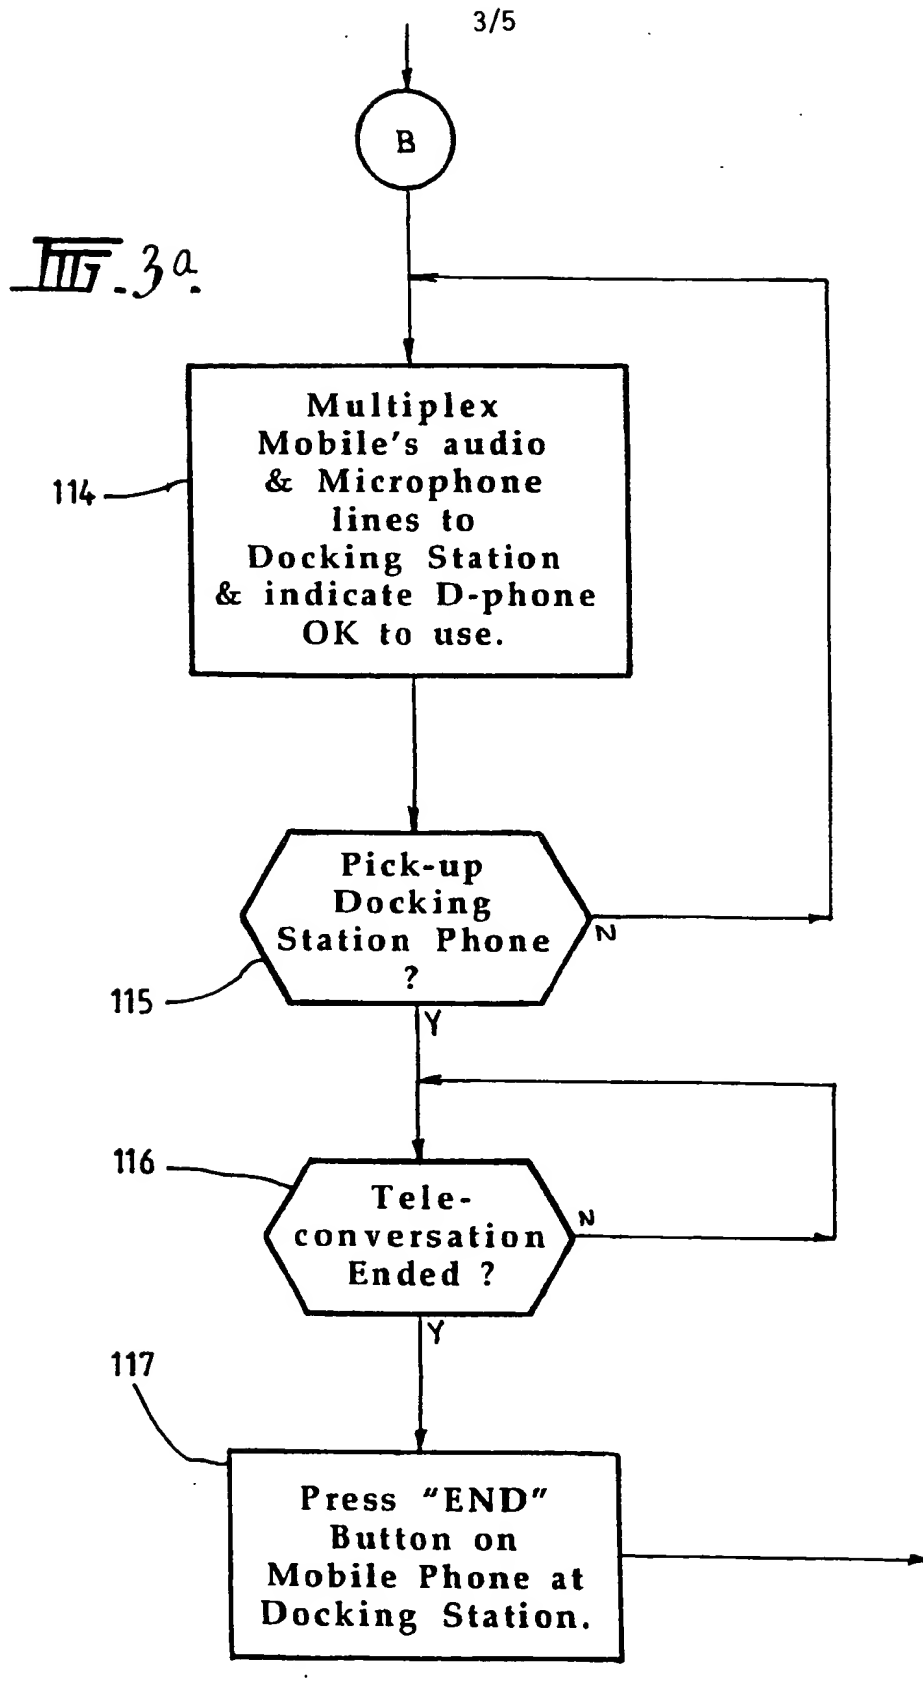 3/5
B
FIG. 3a.
Multiplex
Mobile's audio
& Microphone
lines to
Docking Station
& indicate D-phone
OK to use.
114
Pick-up
Docking
Station Phone
?
N
115
Y
116
Tele-
conversation
Ended ?
N
Y
117
Press "END"
Button on
Mobile Phone at
Docking Station.